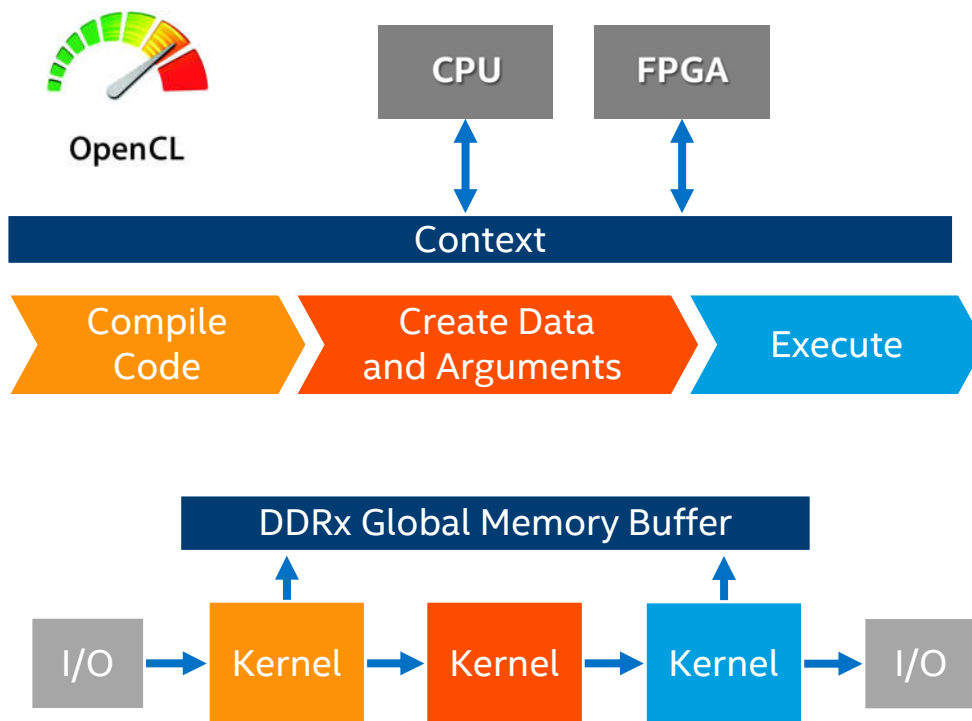 OpenCL
CPU
FPGA
Context
Compile
Code
Create Data
and Arguments
Execute
DDRx Global Memory Buffer
I/O
Kernel
Kernel
Kernel
I/O